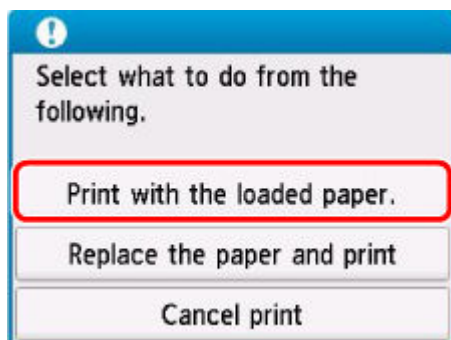 Select what to do from the
following.
Print with the loaded paper.
Replace the paper and print
Cancel print